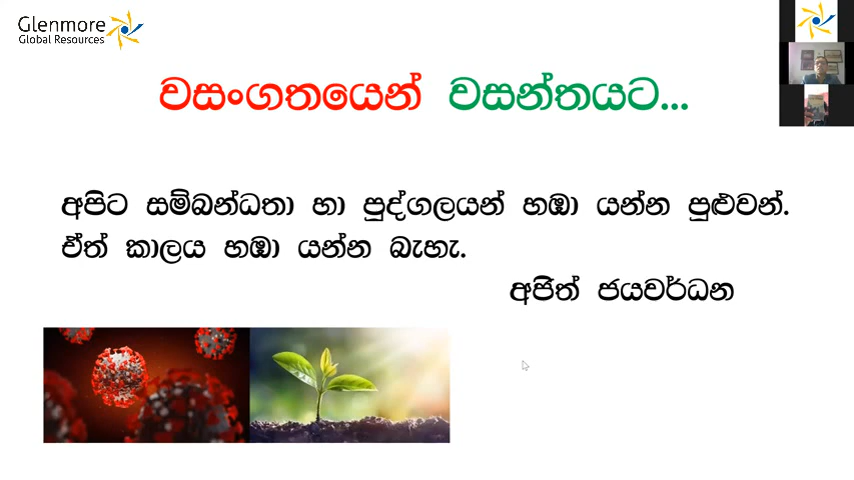 Glenmore
Global Resources
වසංගතයෙන් වසන්තයට...
අපිට සම්බන්ධතා හා පුද්ගලයන් හඹා යන්න පුළුවන්.
ඒත් කාලය හඹා යන්න බැහැ.
අජිත් ජයවර්ධන